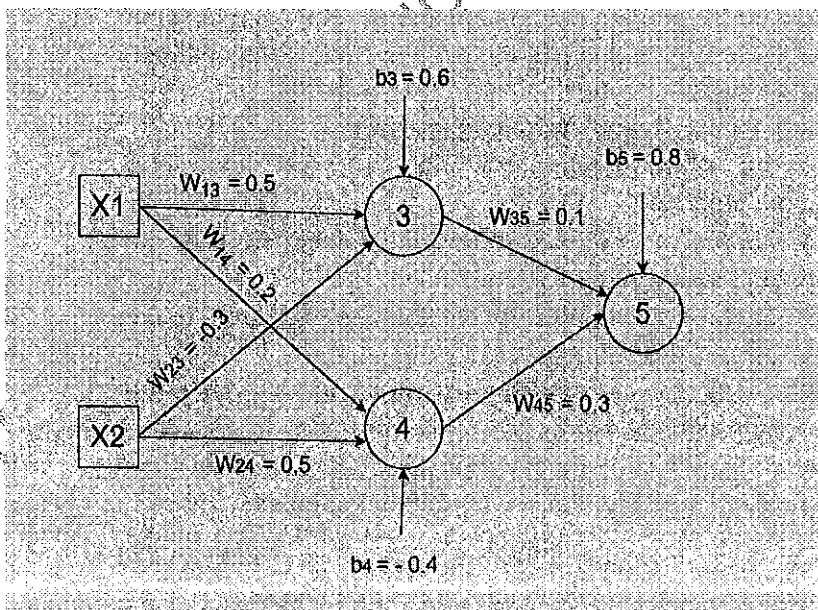 b3 = 0.6
b5 = 0.8
X1
W13 = 0.5
3
W35 = 0.1
W14 = 0.2
5
W23 = -0.3
X2
4
W45 = 0.3
W24 = 0.5
b4 = - 0.4